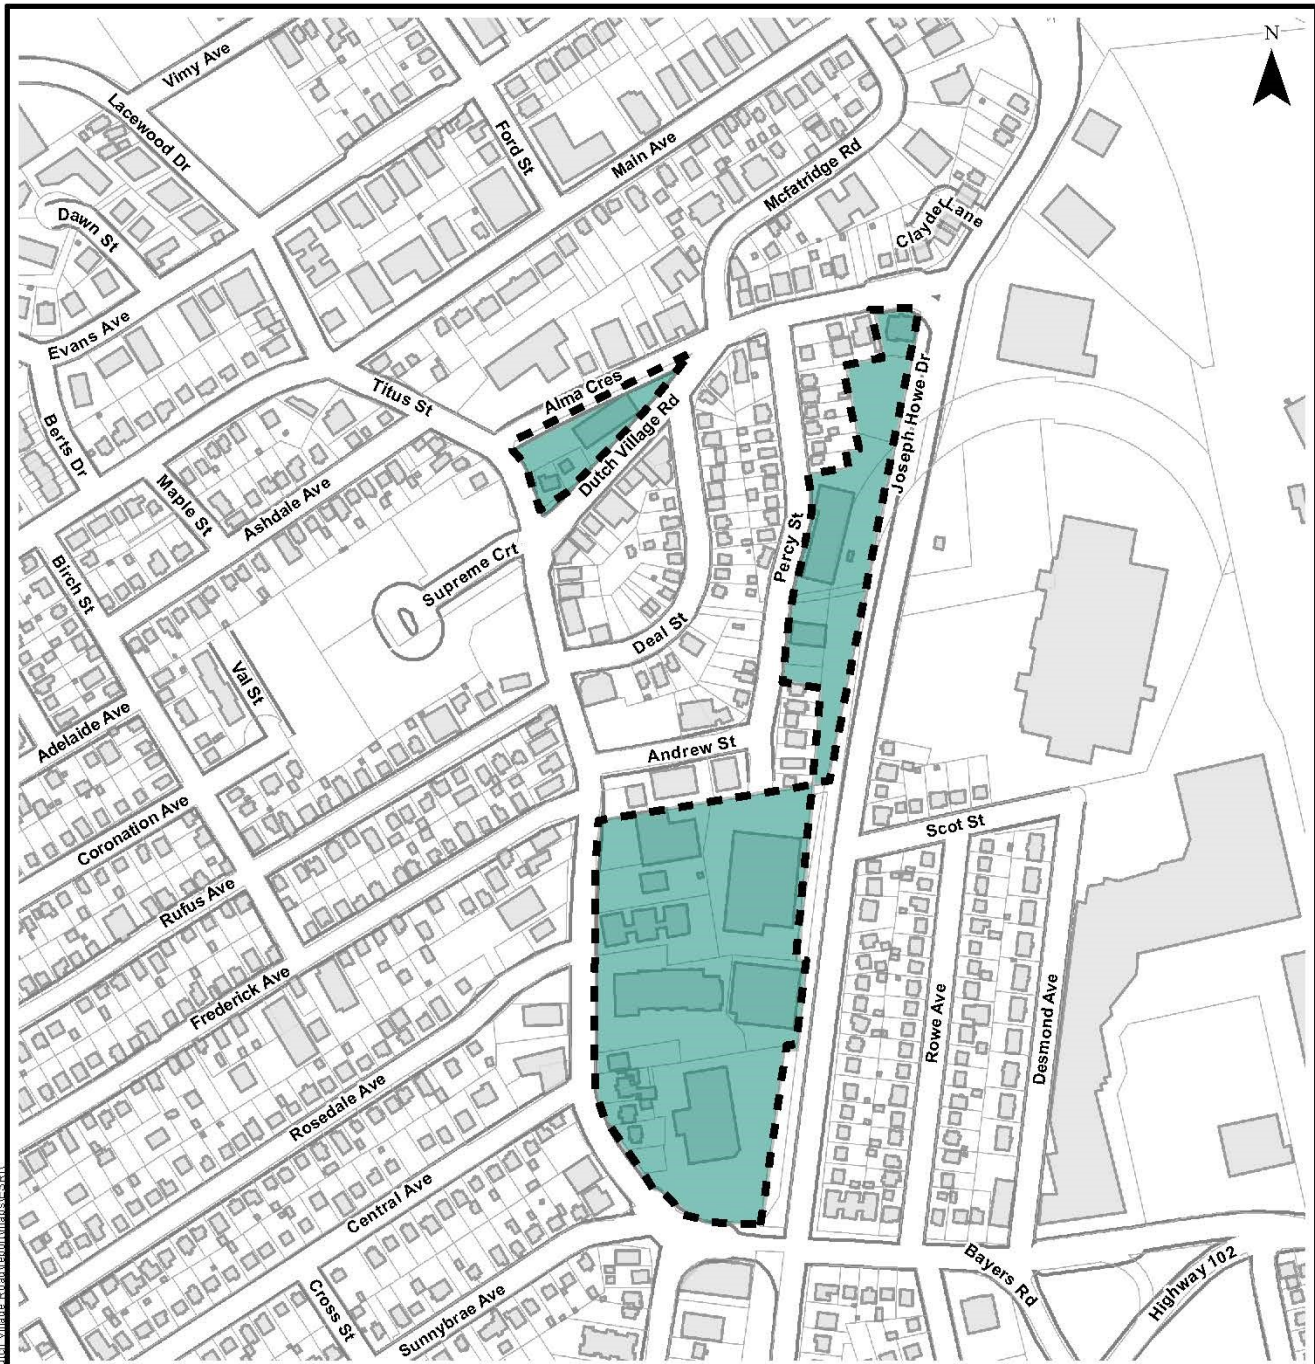 N
Vimy Ave
Lacewood Dr
Ford St
Main Ave
Mcfatridge Rd
Dawn St
Clayder Lane
Evans Ave
Titus St
Alma Cres
Dutch Village Rd
Joseph Howe Dr
Berts Dr
Maple St
Ashdale Ave
Birch St
Supreme Crt
Percy St
Deal St
Val St
Adelaide Ave
Andrew St
Coronation Ave
Scot St
Rufus Ave
Frederick Ave
Rowe Ave
Desmond Ave
Rosedale Ave
Central Ave
Bayers Rd
Highway 102
Cross St
Sunnybrae Ave